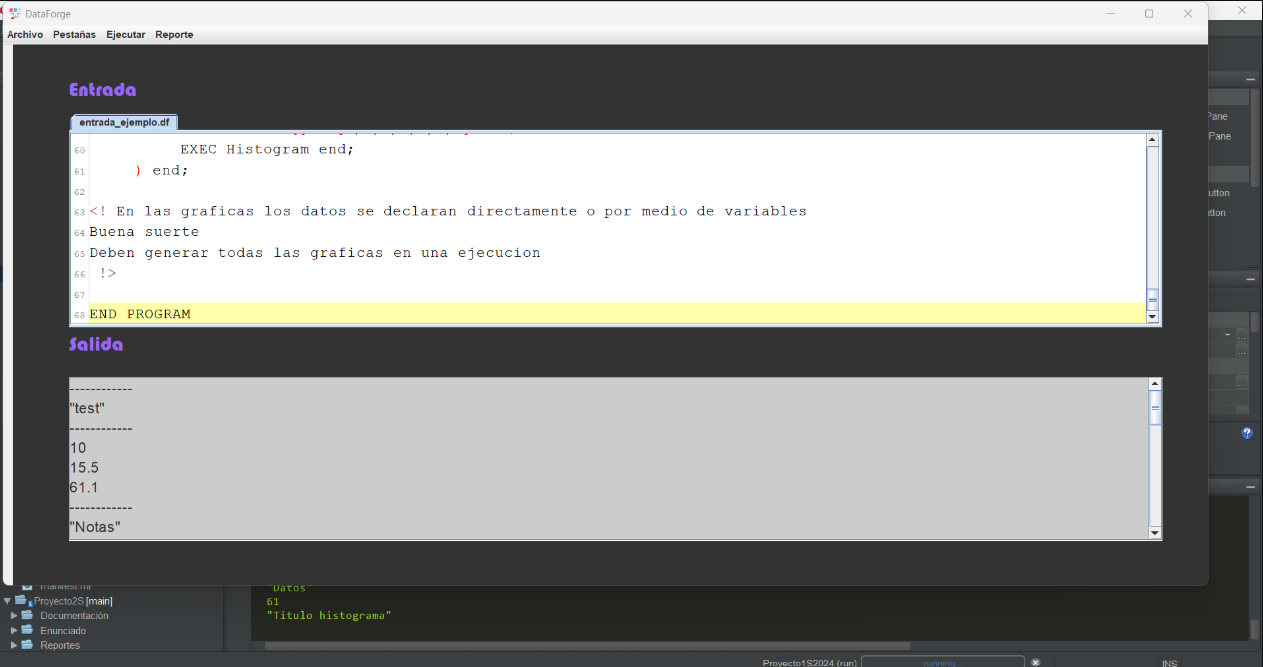 DataForge
Archivo Pestañas Ejecutar Reporte
Entrada
entrada_ejemplo.df
60 EXEC Histogram end;
61 ) end;
62
63 <! En las graficas los datos se declaran directamente o por medio de variables
64 Buena suerte
65 Deben generar todas las graficas en una ejecucion
66 !>
67
68 END PROGRAM
Salida
------------
"test"
------------
10
15.5
61.1
------------
"Notas"
Pane
Pane
utton
tton
manifest.mf
Proyecto2S [main]
Documentación
Enunciado
Reportes
"Datos"
61
"Titulo histograma"
Proyecto1S2024 (run)
running...
INS